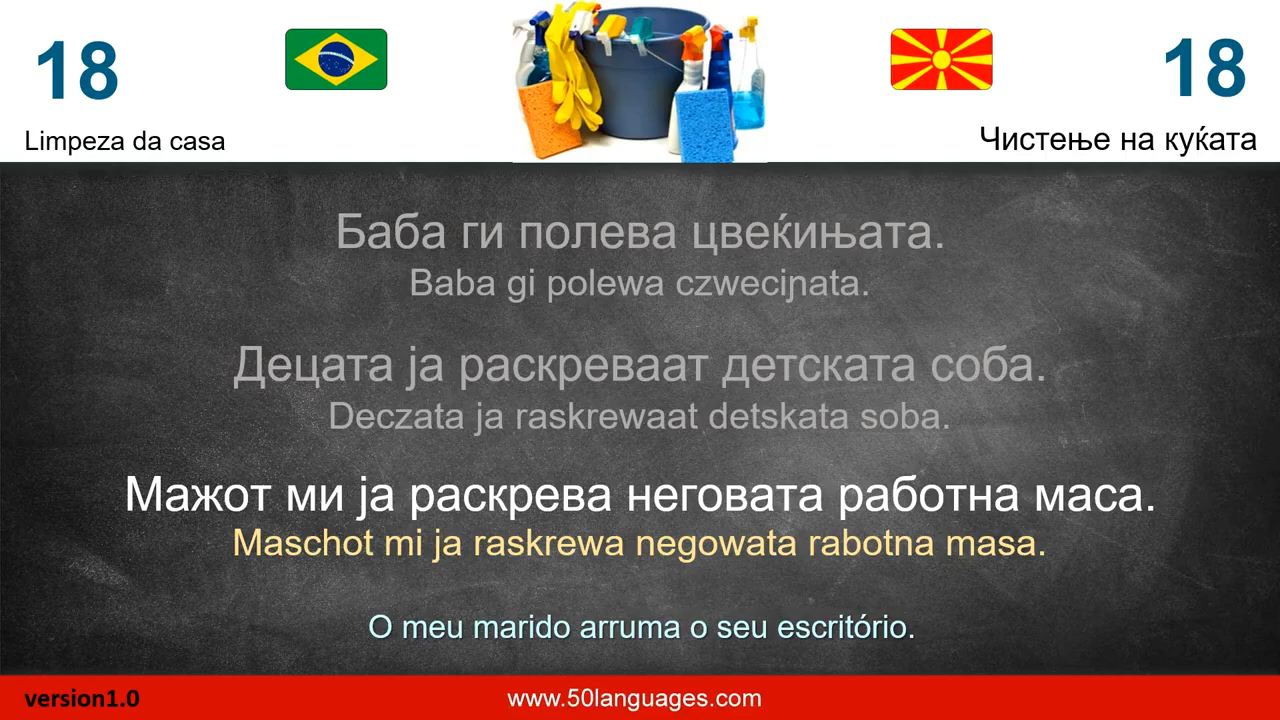 18
18
Limpeza da casa
Чистење на куќата
Баба ги полева цвеќињата.
Baba gi polewa czweciɲata.
Децата ја раскреваат детската соба.
Deczata ja raskrewaat detskata soba.
Мажот ми ја раскрева неговата работна маса.
Maschot mi ja raskrewa negowata rabotna masa.
O meu marido arruma o seu escritório.
version1.0
www.50languages.com